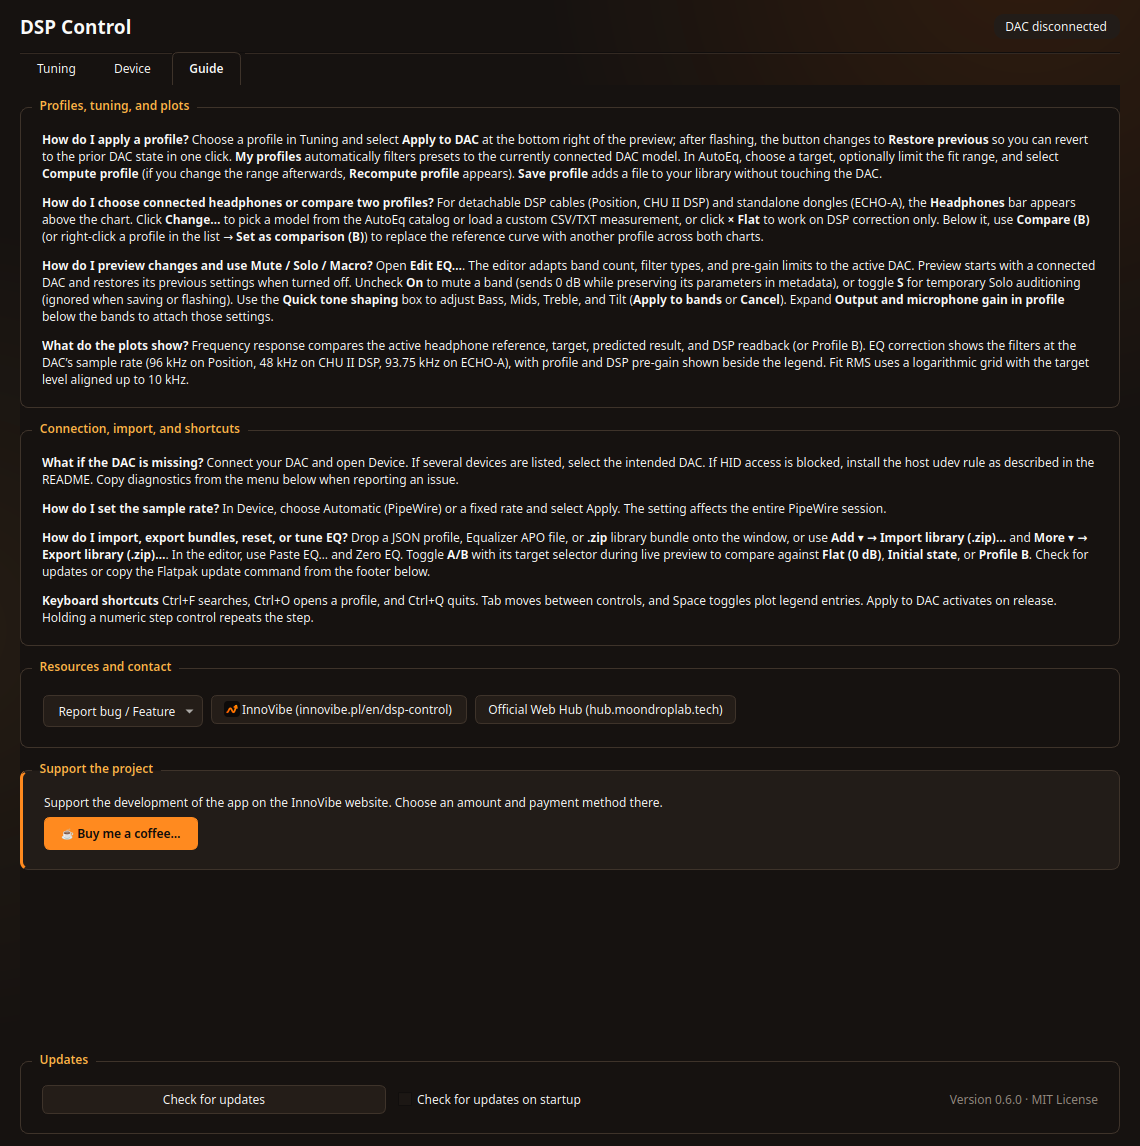 DSP Control
DAC disconnected
Tuning
Device
Guide
Profiles, tuning, and plots
How do I apply a profile? Choose a profile in Tuning and select Apply to DAC at the bottom right of the preview; after flashing, the button changes to Restore previous so you can revert
to the prior DAC state in one click. My profiles automatically filters presets to the currently connected DAC model. In AutoEq, choose a target, optionally limit the fit range, and select
Compute profile (if you change the range afterwards, Recompute profile appears). Save profile adds a file to your library without touching the DAC.
How do I choose connected headphones or compare two profiles? For detachable DSP cables (Position, CHU II DSP) and standalone dongles (ECHO-A), the Headphones bar appears
above the chart. Click Change... to pick a model from the AutoEq catalog or load a custom CSV/TXT measurement, or click × Flat to work on DSP correction only. Below it, use Compare (B)
(or right-click a profile in the list → Set as comparison (B)) to replace the reference curve with another profile across both charts.
How do I preview changes and use Mute / Solo / Macro? Open Edit EQ.... The editor adapts band count, filter types, and pre-gain limits to the active DAC. Preview starts with a connected
DAC and restores its previous settings when turned off. Uncheck On to mute a band (sends 0 dB while preserving its parameters in metadata), or toggle S for temporary Solo auditioning
(ignored when saving or flashing). Use the Quick tone shaping box to adjust Bass, Mids, Treble, and Tilt (Apply to bands or Cancel). Expand Output and microphone gain in profile
below the bands to attach those settings.
What do the plots show? Frequency response compares the active headphone reference, target, predicted result, and DSP readback (or Profile B). EQ correction shows the filters at the
DAC's sample rate (96 kHz on Position, 48 kHz on CHU II DSP, 93.75 kHz on ECHO-A), with profile and DSP pre-gain shown beside the legend. Fit RMS uses a logarithmic grid with the target
level aligned up to 10 kHz.
Connection, import, and shortcuts
What if the DAC is missing? Connect your DAC and open Device. If several devices are listed, select the intended DAC. If HID access is blocked, install the host udev rule as described in the
README. Copy diagnostics from the menu below when reporting an issue.
How do I set the sample rate? In Device, choose Automatic (PipeWire) or a fixed rate and select Apply. The setting affects the entire PipeWire session.
How do I import, export bundles, reset, or tune EQ? Drop a JSON profile, Equalizer APO file, or .zip library bundle onto the window, or use Add ▾ → Import library (.zip)... and More ▾ →
Export library (.zip).... In the editor, use Paste EQ... and Zero EQ. Toggle A/B with its target selector during live preview to compare against Flat (0 dB), Initial state, or Profile B. Check for
updates or copy the Flatpak update command from the footer below.
Keyboard shortcuts Ctrl+F searches, Ctrl+O opens a profile, and Ctrl+Q quits. Tab moves between controls, and Space toggles plot legend entries. Apply to DAC activates on release.
Holding a numeric step control repeats the step.
Resources and contact
Report bug / Feature
InnoVibe (innovibe.pl/en/dsp-control)
Official Web Hub (hub.moondroplab.tech)
Support the project
Support the development of the app on the InnoVibe website. Choose an amount and payment method there.
☕ Buy me a coffee...
Updates
Check for updates
Check for updates on startup
Version 0.6.0 · MIT License